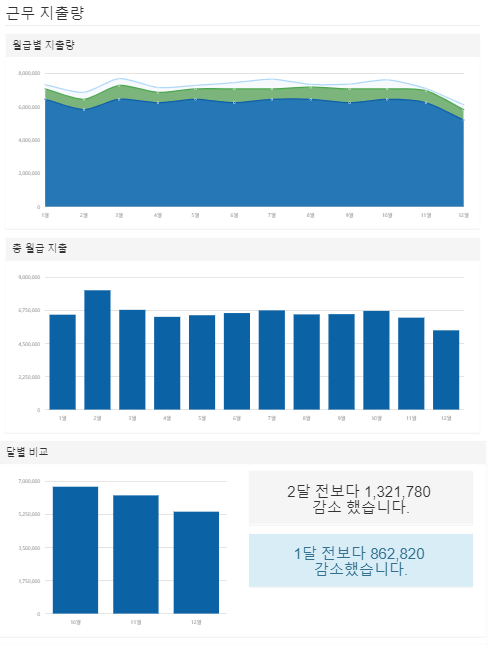 근무 지출량
월급별 지출량
8,000,000
6,000,000
4,000,000
2,000,000
0
1월 2월 3월 4월 5월 6월 7월 8월 9월 10월 11월 12월
총 월급 지출
9,000,000
6,750,000
4,500,000
2,250,000
0
1월 2월 3월 4월 5월 6월 7월 8월 9월 10월 11월 12월
달별 비교
7,000,000
5,250,000
3,500,000
1,750,000
0
10월 11월 12월
2달 전보다 1,321,780
감소 했습니다.
1달 전보다 862,820
감소했습니다.